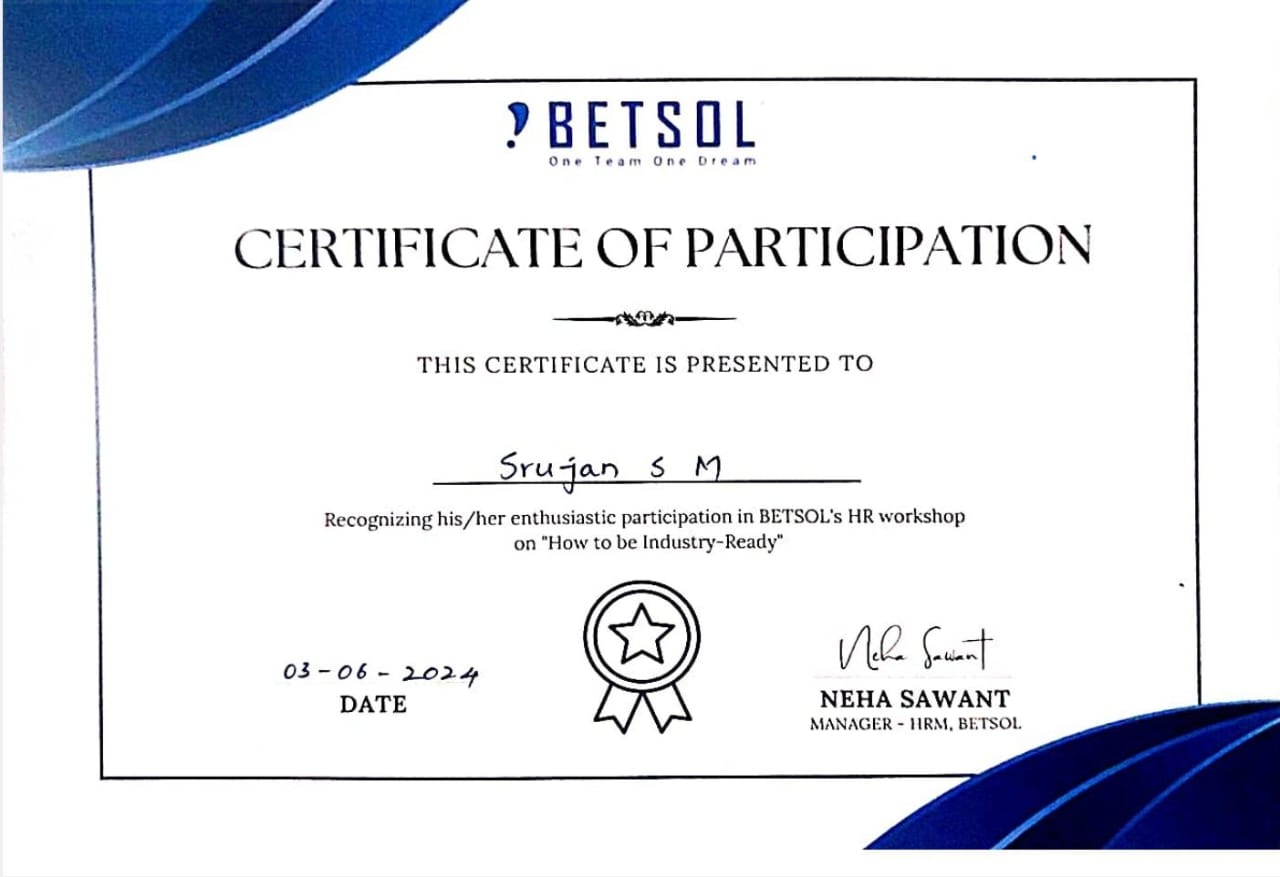 BETSOL
One Team One Dream
CERTIFICATE OF PARTICIPATION
THIS CERTIFICATE IS PRESENTED TO
Srujan S M
Recognizing his/her enthusiastic participation in BETSOL's HR workshop
on "How to be Industry-Ready"
03-06-2024
DATE
Neha Sawant
NEHA SAWANT
MANAGER - HRM, BETSOL